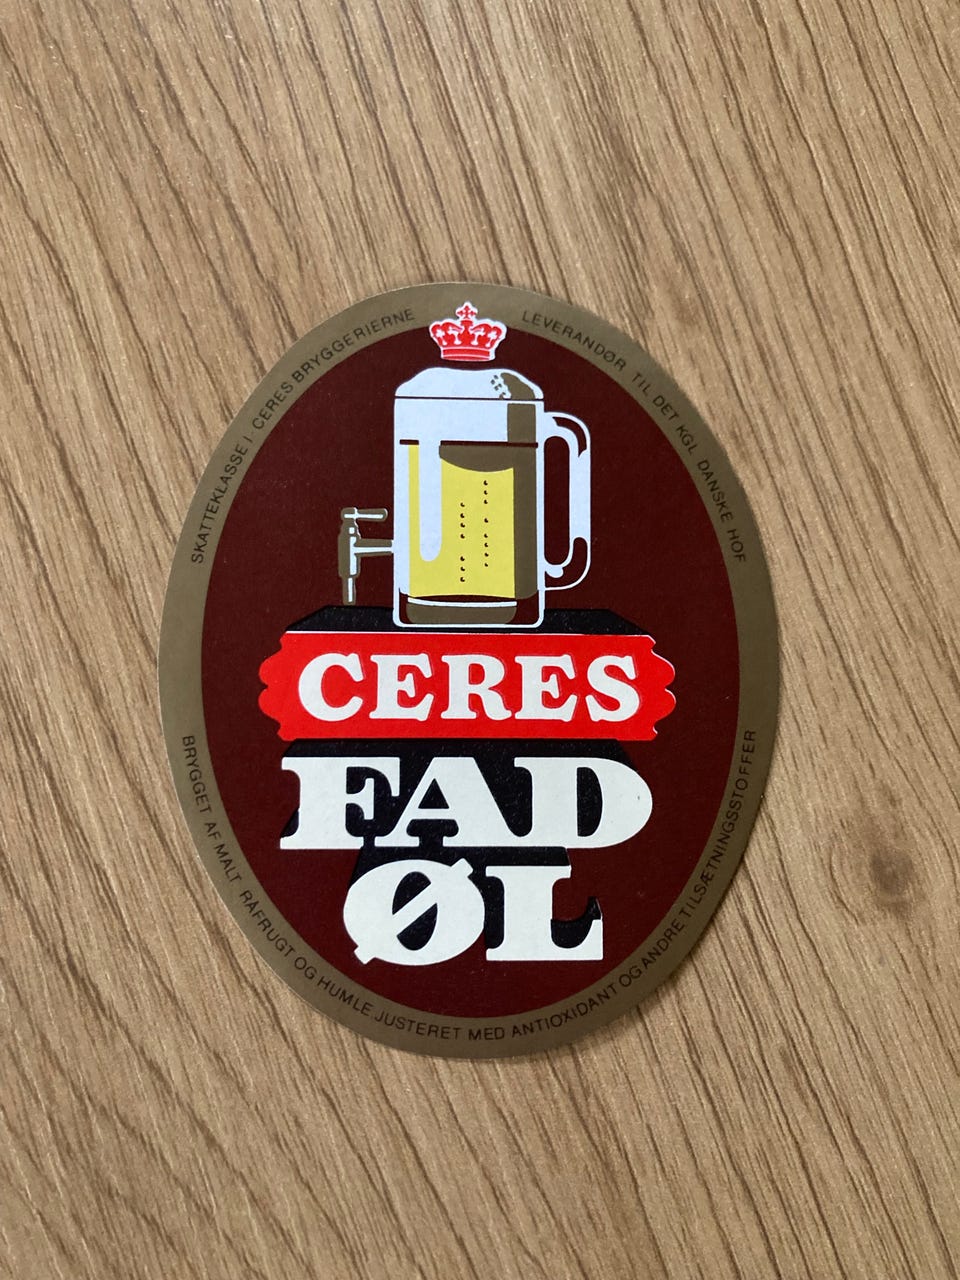 SKATTEKLASSE I · CERES BRYGGERIERNE
LEVERANDØR TIL DET KGL. DANSKE HOF
CERES
FAD
ØL
BRYGGET AF MALT RÅFRUGT OG HUMLE JUSTERET MED ANTIOXIDANT OG ANDRE TILSÆTNINGSSTOFFER